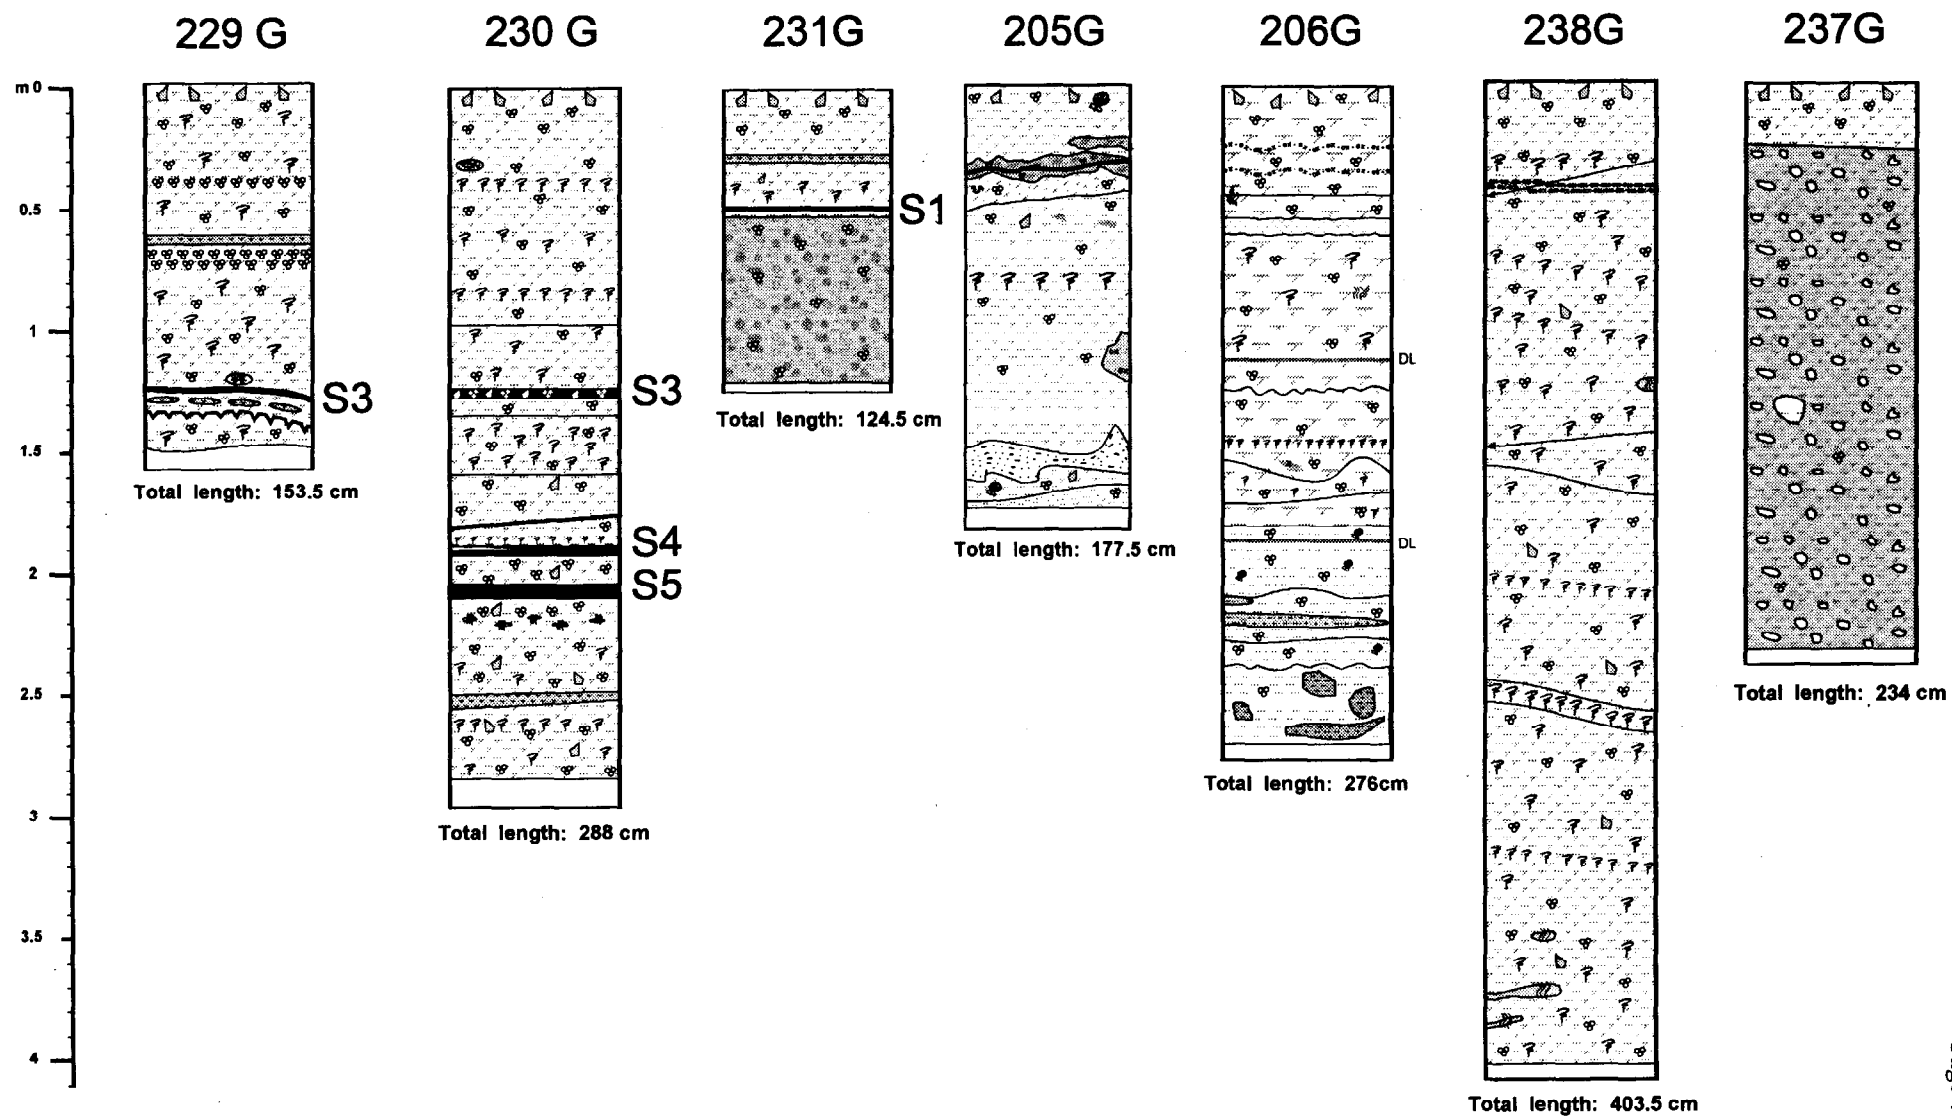 229 G 230 G 231G 205G 206G 238G 237G
m 0
0.5
S1
1
DL
S3 S3
Total length: 124.5 cm
1.5
Total length: 153.5 cm
S4 DL
Total length: 177.5 cm
2
S5
2.5
Total length: 234 cm
Total length: 276cm
3
Total length: 288 cm
3.5
4
Total length: 403.5 cm